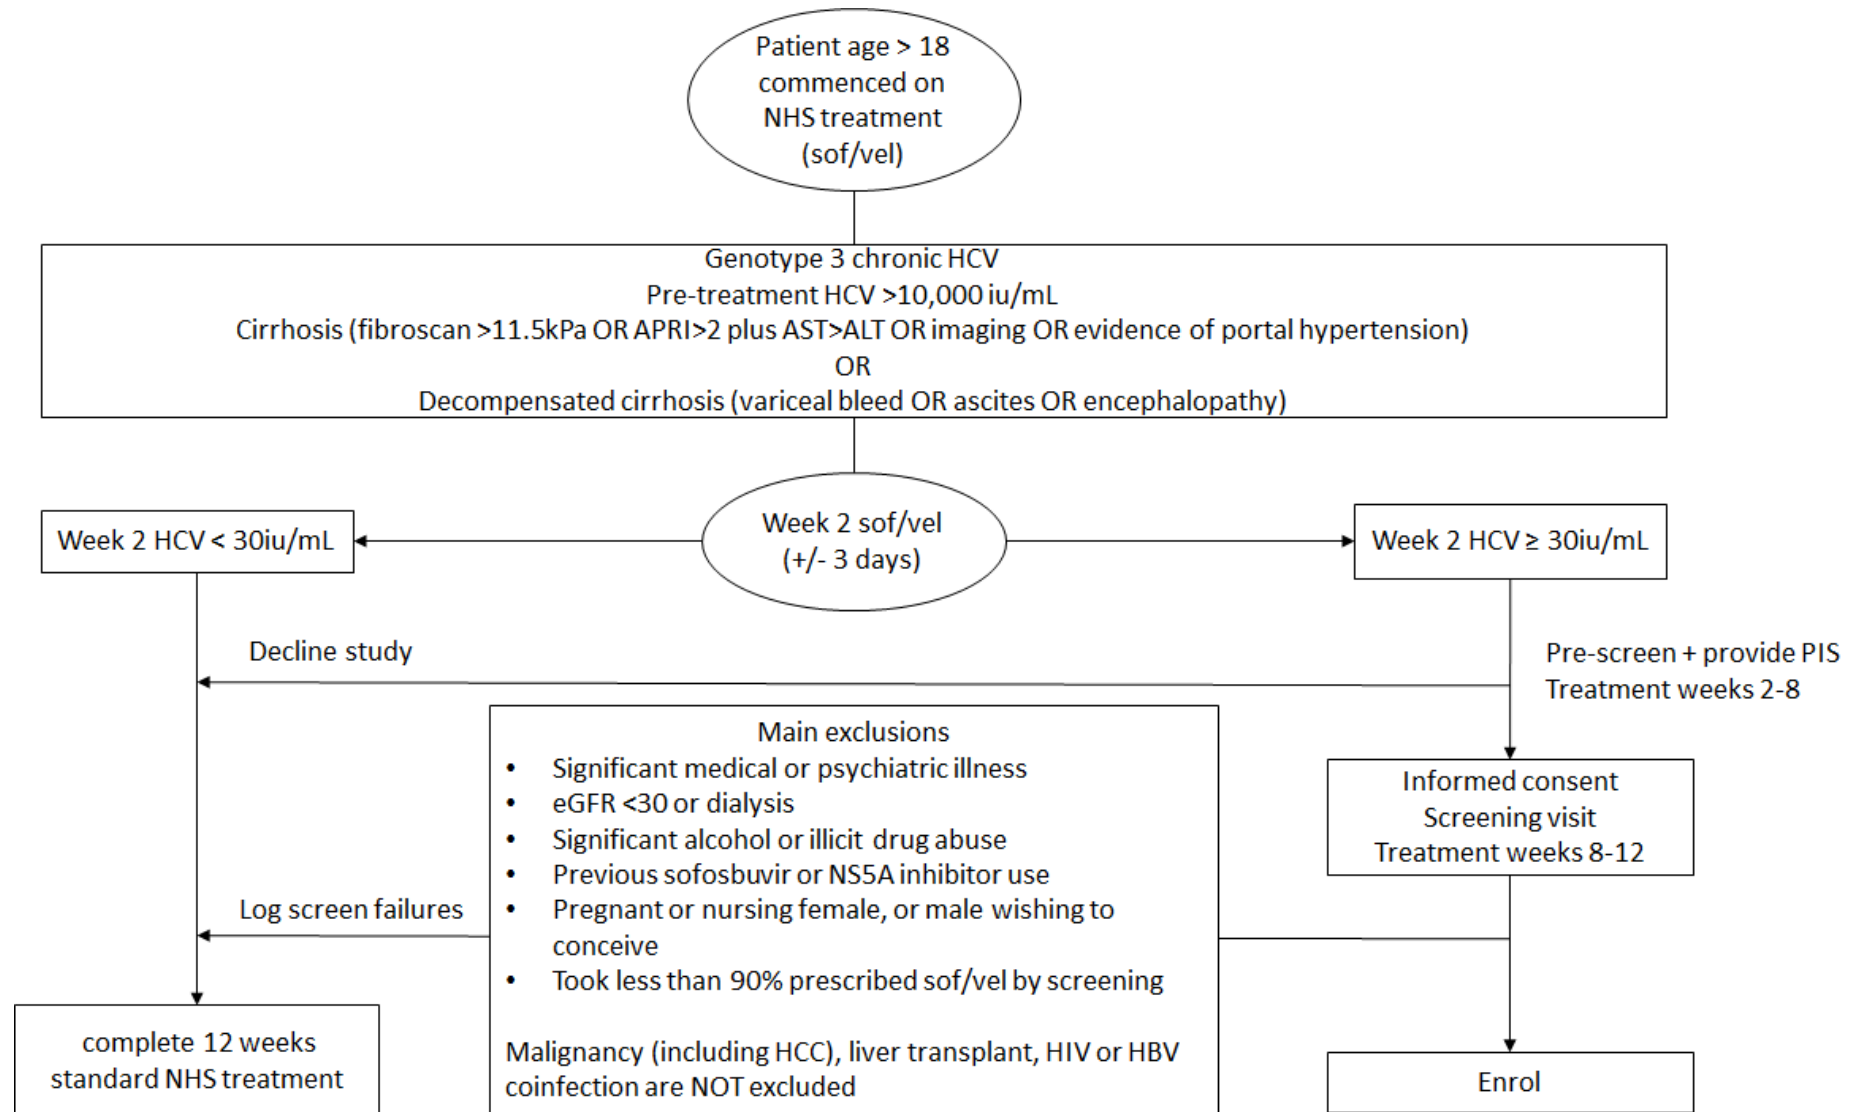 Patient age > 18
commenced on
NHS treatment
(sof/vel)
Genotype 3 chronic HCV
Pre-treatment HCV >10,000 iu/mL
Cirrhosis (fibroscan >11.5kPa OR APRI>2 plus AST>ALT OR imaging OR evidence of portal hypertension)
OR
Decompensated cirrhosis (variceal bleed OR ascites OR encephalopathy)
Week 2 HCV < 30iu/mL
Week 2 sof/vel
(+/- 3 days)
Week 2 HCV ≥ 30iu/mL
Decline study
Pre-screen + provide PIS
Treatment weeks 2-8
Main exclusions
• Significant medical or psychiatric illness
• eGFR <30 or dialysis
• Significant alcohol or illicit drug abuse
• Previous sofosbuvir or NS5A inhibitor use
• Pregnant or nursing female, or male wishing to
conceive
• Took less than 90% prescribed sof/vel by screening
Malignancy (including HCC), liver transplant, HIV or HBV
coinfection are NOT excluded
Informed consent
Screening visit
Treatment weeks 8-12
Log screen failures
complete 12 weeks
standard NHS treatment
Enrol